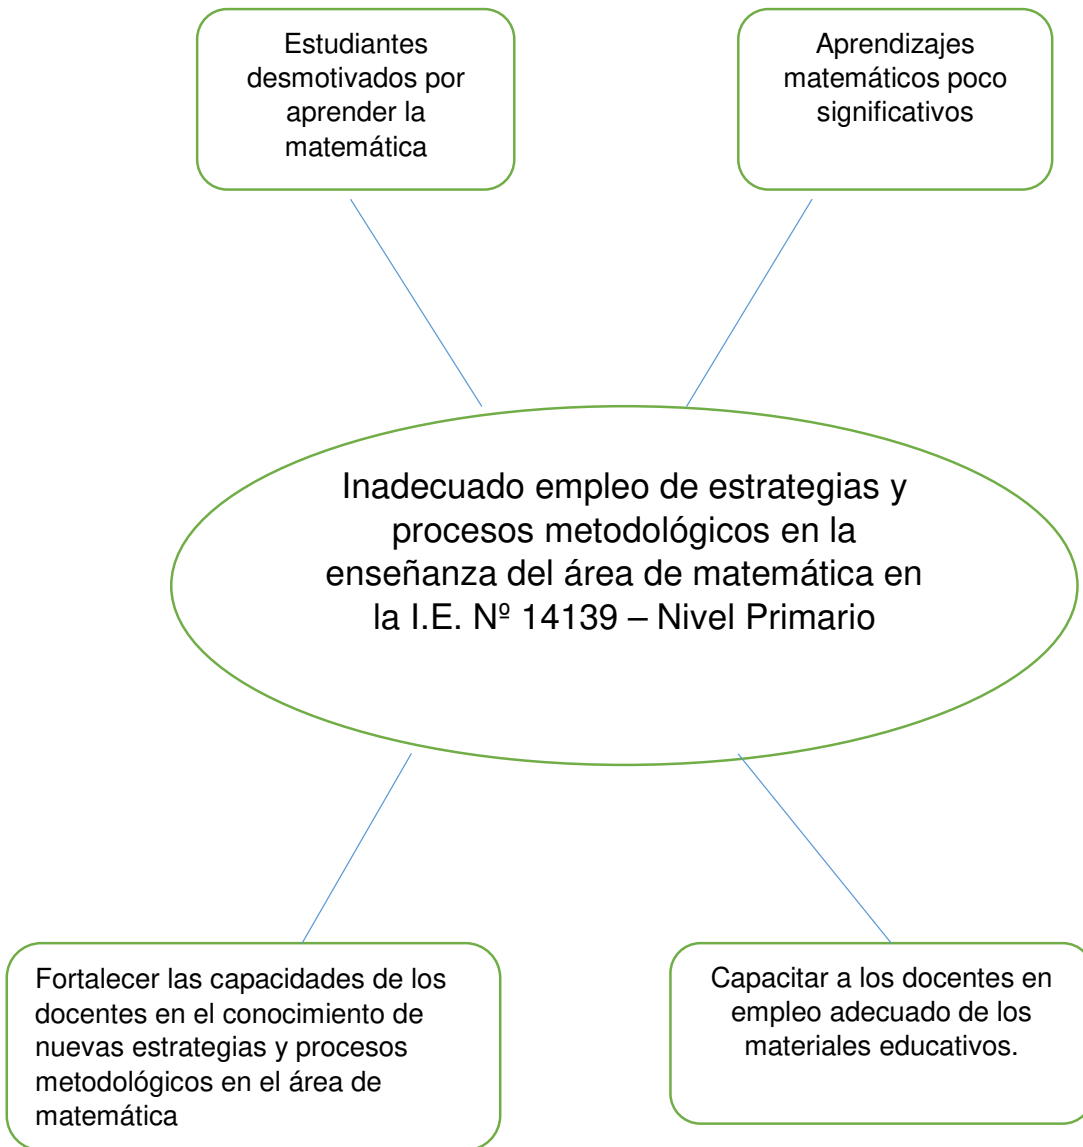 Estudiantes
desmotivados por
aprender la
matemática
Aprendizajes
matemáticos poco
significativos
Inadecuado empleo de estrategias y
procesos metodológicos en la
enseñanza del área de matemática en
la I.E. Nº 14139 – Nivel Primario
Fortalecer las capacidades de los
docentes en el conocimiento de
nuevas estrategias y procesos
metodológicos en el área de
matemática
Capacitar a los docentes en
empleo adecuado de los
materiales educativos.